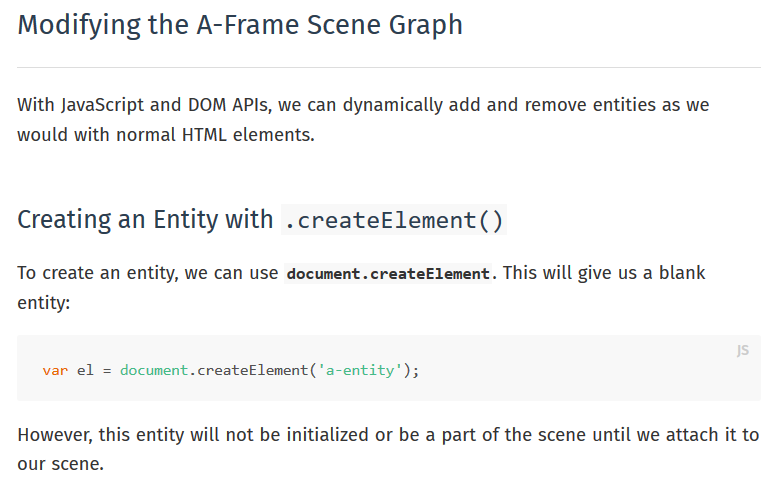 Modifying the A-Frame Scene Graph
With JavaScript and DOM APIs, we can dynamically add and remove entities as we
would with normal HTML elements.
Creating an Entity with .createElement()
To create an entity, we can use document.createElement. This will give us a blank
entity:
JS
var el = document.createElement('a-entity');
However, this entity will not be initialized or be a part of the scene until we attach it to
our scene.